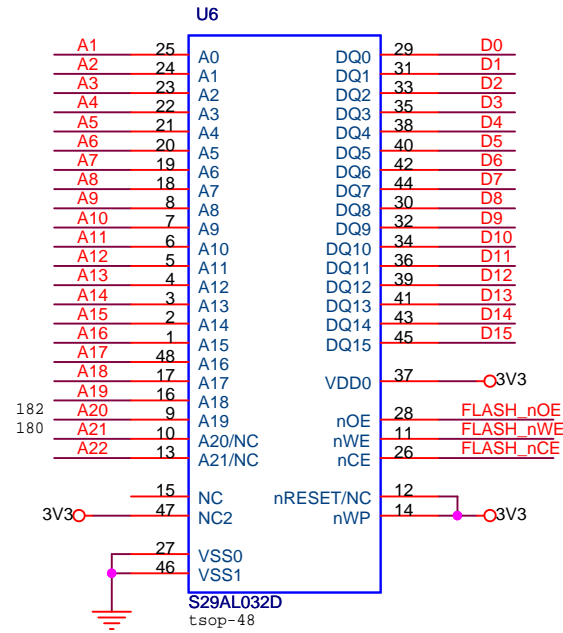 U6
A1 25 A0 DQ0 29 D0
A2 24 A1 DQ1 31 D1
A3 23 A2 DQ2 33 D2
A4 22 A3 DQ3 35 D3
A5 21 A4 DQ4 38 D4
A6 20 A5 DQ5 40 D5
A7 19 A6 DQ6 42 D6
A8 18 A7 DQ7 44 D7
A9 8 A8 DQ8 30 D8
A10 7 A9 DQ9 32 D9
A11 6 A10 DQ10 34 D10
A12 5 A11 DQ11 36 D11
A13 4 A12 DQ12 39 D12
A14 3 A13 DQ13 41 D13
A15 2 A14 DQ14 43 D14
A16 1 A15 DQ15 45 D15
A17 48 A16
A18 17 A17 VDD0 37 3V3
A19 16 A18
182 A20 9 A19 nOE 28 FLASH_nOE
180 A21 10 A20/NC nWE 11 FLASH_nWE
A22 13 A21/NC nCE 26 FLASH_nCE
15 NC nRESET/NC 12
3V3 47 NC2 nWP 14 3V3
27 VSS0
46 VSS1
S29AL032D
tsop-48